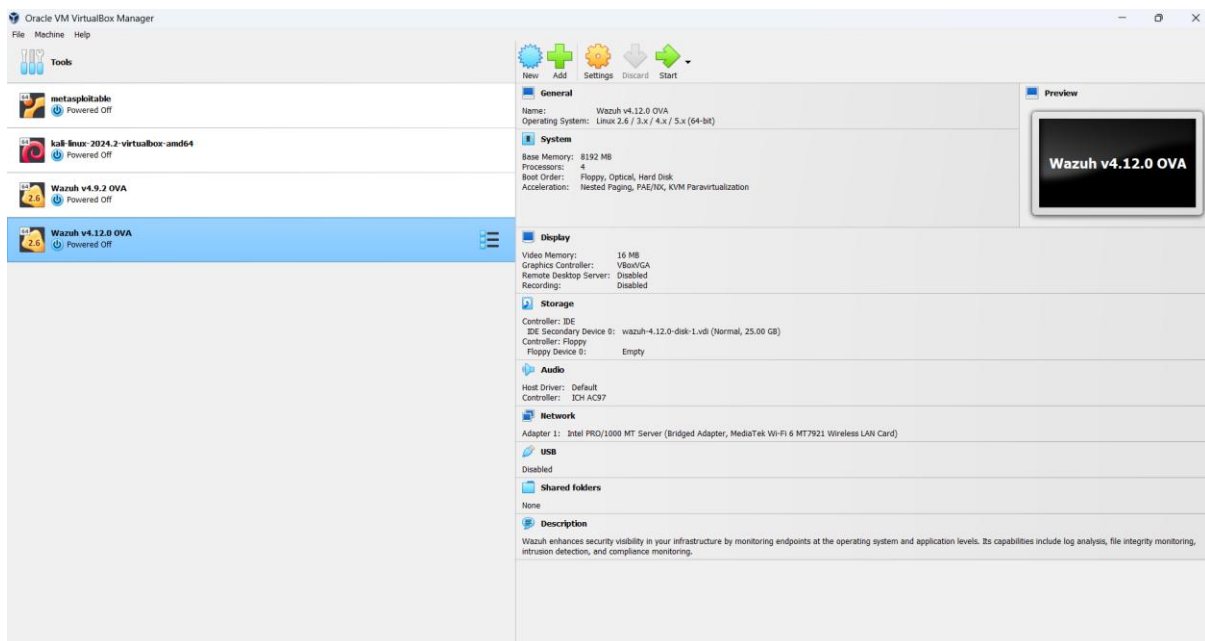 Oracle VM VirtualBox Manager
File Machine Help
Tools
New Add Settings Discard Start
64
metasploitable
Powered Off
64
kali-linux-2024.2-virtualbox-amd64
Powered Off
64
2.6
Wazuh v4.9.2 OVA
Powered Off
64
2.6
Wazuh v4.12.0 OVA
Powered Off
General
Name: Wazuh v4.12.0 OVA
Operating System: Linux 2.6 / 3.x / 4.x / 5.x (64-bit)
Preview
Wazuh v4.12.0 OVA
System
Base Memory: 8192 MB
Processors: 4
Boot Order: Floppy, Optical, Hard Disk
Acceleration: Nested Paging, PAE/NX, KVM Paravirtualization
Display
Video Memory: 16 MB
Graphics Controller: VBoxVGA
Remote Desktop Server: Disabled
Recording: Disabled
Storage
Controller: IDE
IDE Secondary Device 0: wazuh-4.12.0-disk-1.vdi (Normal, 25.00 GB)
Controller: Floppy
Floppy Device 0: Empty
Audio
Host Driver: Default
Controller: ICH AC97
Network
Adapter 1: Intel PRO/1000 MT Server (Bridged Adapter, MediaTek Wi-Fi 6 MT7921 Wireless LAN Card)
USB
Disabled
Shared folders
None
Description
Wazuh enhances security visibility in your infrastructure by monitoring endpoints at the operating system and application levels. Its capabilities include log analysis, file integrity monitoring,
intrusion detection, and compliance monitoring.